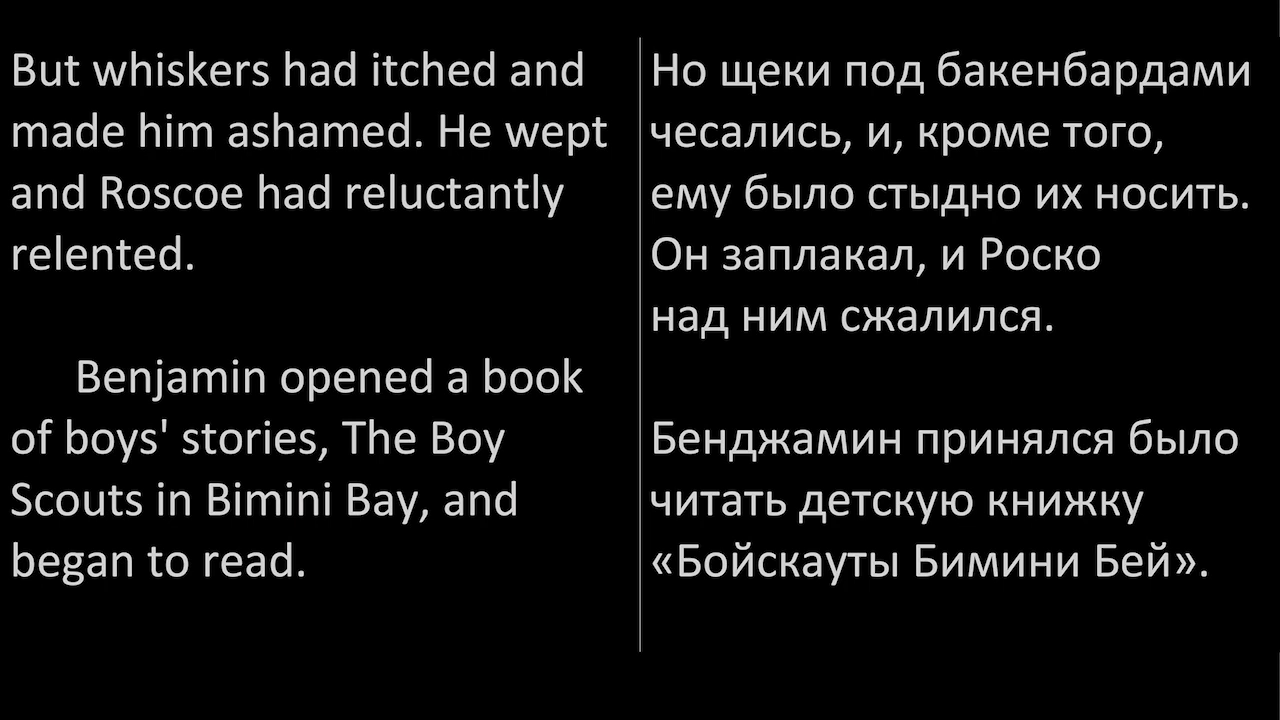 But whiskers had itched and
made him ashamed. He wept
and Roscoe had reluctantly
relented.
Benjamin opened a book
of boys' stories, The Boy
Scouts in Bimini Bay, and
began to read.
Но щеки под бакенбардами
чесались, и, кроме того,
ему было стыдно их носить.
Он заплакал, и Роско
над ним сжалился.
Бенджамин принялся было
читать детскую книжку
«Бойскауты Бимини Бей».